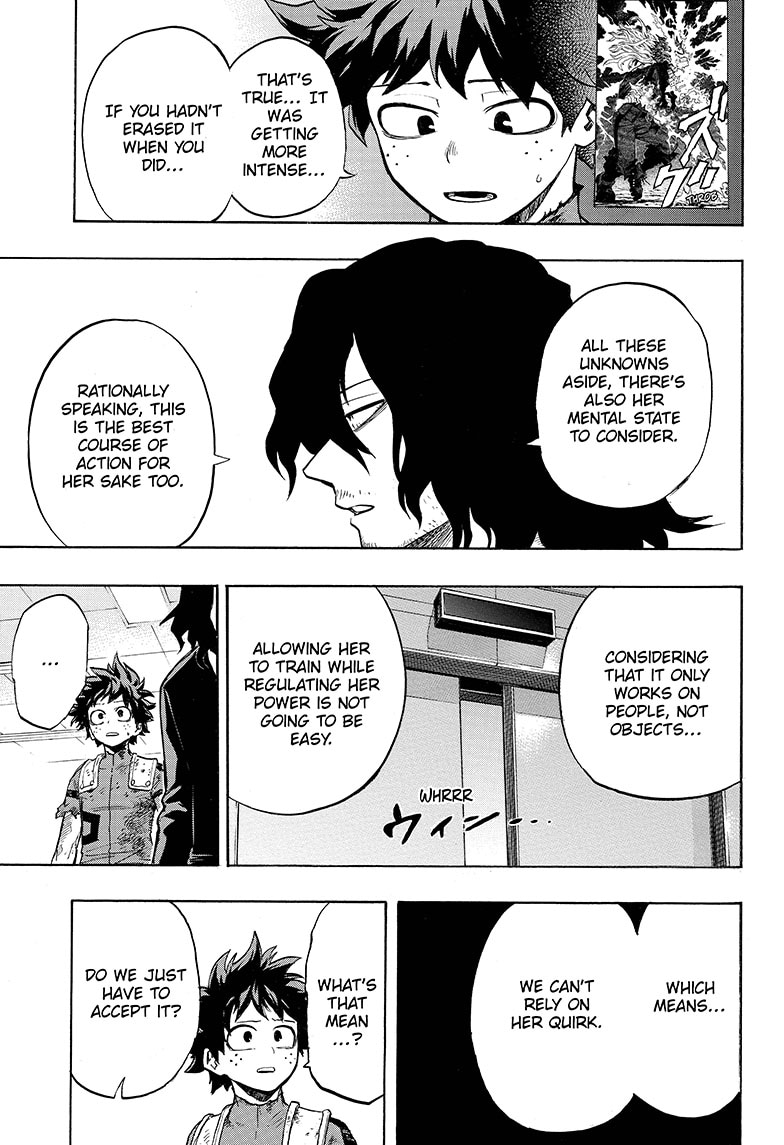 THAT'S
TRUE... IT
WAS
GETTING
MORE
INTENSE...
IF YOU HADN'T
ERASED IT
WHEN YOU
DID...
ズズ
THROB
ALL THESE
UNKNOWNS
ASIDE, THERE'S
ALSO HER
MENTAL STATE
TO CONSIDER.
RATIONALLY
SPEAKING, THIS
IS THE BEST
COURSE OF
ACTION FOR
HER SAKE TOO.
CONSIDERING
THAT IT ONLY
WORKS ON
PEOPLE, NOT
OBJECTS...
ALLOWING HER
TO TRAIN WHILE
REGULATING HER
POWER IS NOT
GOING TO BE
EASY.
WHRRR
ウィン…
...
WHICH
MEANS...
WE CAN'T
RELY ON
HER QUIRK.
WHAT'S
THAT
MEAN
...?
DO WE JUST
HAVE TO
ACCEPT IT?